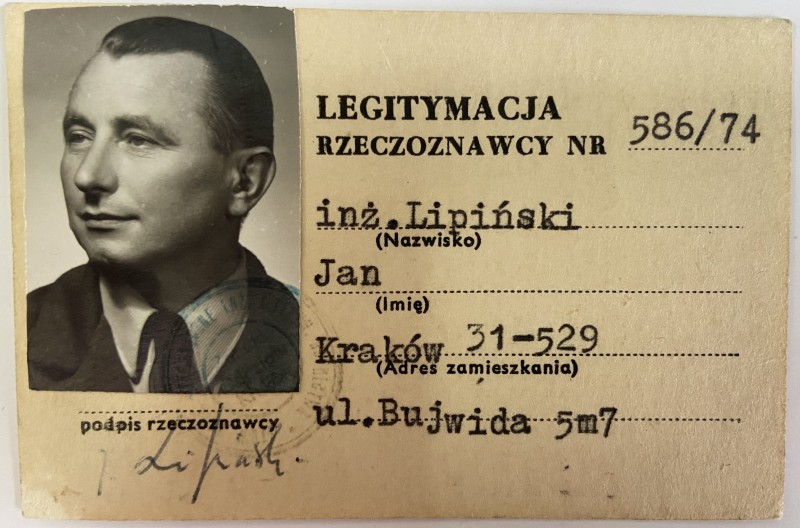 LEGITYMACJA
RZECZOZNAWCY NR 586/74
inż.Lipiński
(Nazwisko)
Jan
(Imię)
Kraków 31-529
(Adres zamieszkania)
ul.Bujwida 5m7
podpis rzeczoznawcy
J. Lipiński